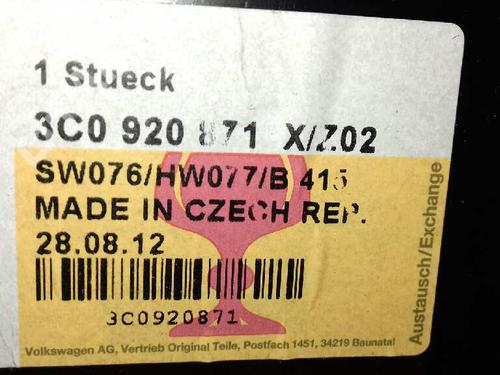 1 Stueck
3C0 920 871 X/Z02
SW076/HW077/B 415
MADE IN CZECH REP.
28.08.12
3C0920871
Volkswagen AG, Vertrieb Original Teile, Postfach 1451, 34219 Baunatal
Austausch/Exchange